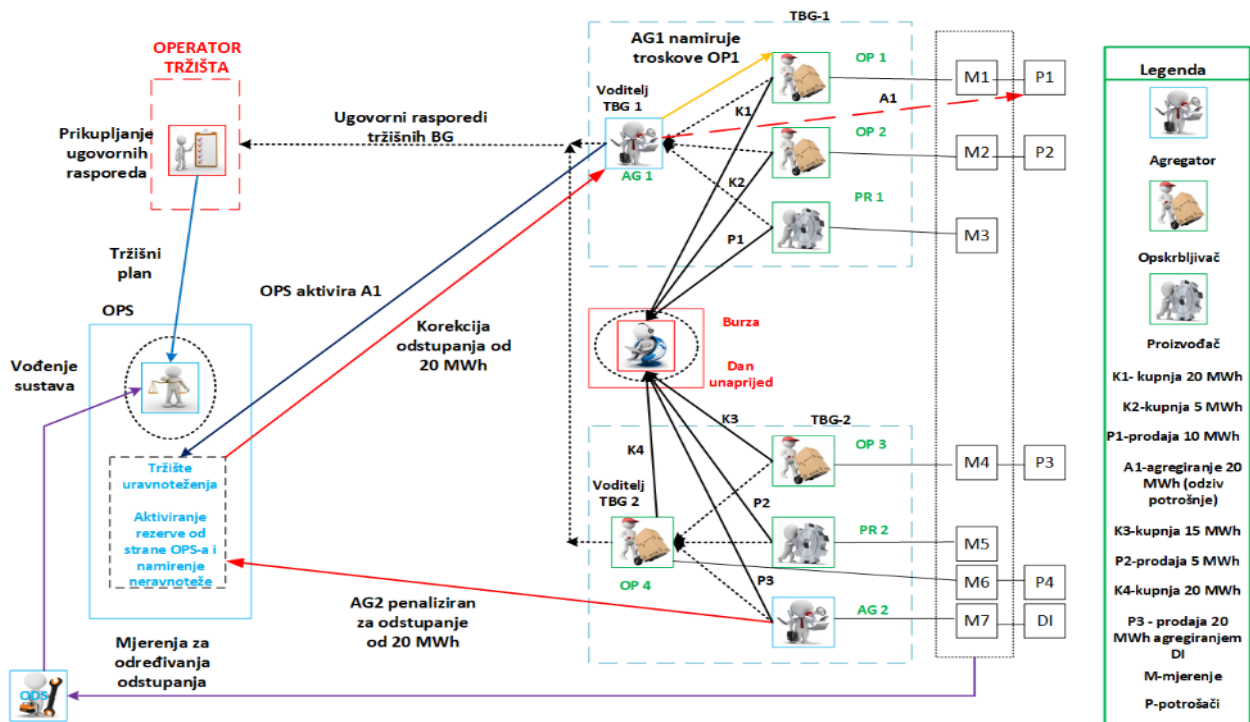 OPERATOR
TRŽIŠTA
Prikupljanje
ugovornih
rasporeda
Ugovorni rasporedi
tržišnih BG
Tržišni
plan
OPS
Vođenje
sustava
OPS aktivira A1
Korekcija
odstupanja od
20 MWh
Tržište
uravnoteženja
Aktiviranje
rezerve od
strane OPS-a i
namirenje
neravnoteže
AG2 penaliziran
za odstupanje
od 20 MWh
Mjerenja za
određivanja
odstupanja
ODS
TBG-1
AG1 namiruje
troskove OP1
Voditelj
TBG 1
AG 1
OP 1
A1
K1
OP 2
K2
PR 1
P1
M1
P1
M2
P2
M3
Burza
Dan
unaprijed
TBG-2
K3
K4
OP 3
Voditelj
TBG 2
P2
PR 2
OP 4
P3
AG 2
M4
P3
M5
M6
P4
M7
DI
Legenda
Agregator
Opskrbljivač
Proizvođač
K1- kupnja 20 MWh
K2-kupnja 5 MWh
P1-prodaja 10 MWh
A1-agregiranje 20
MWh (odziv
potrošnje)
K3-kupnja 15 MWh
P2-prodaja 5 MWh
K4-kupnja 20 MWh
P3 - prodaja 20
MWh agregiranjem
DI
M-mjerenje
P-potrošači